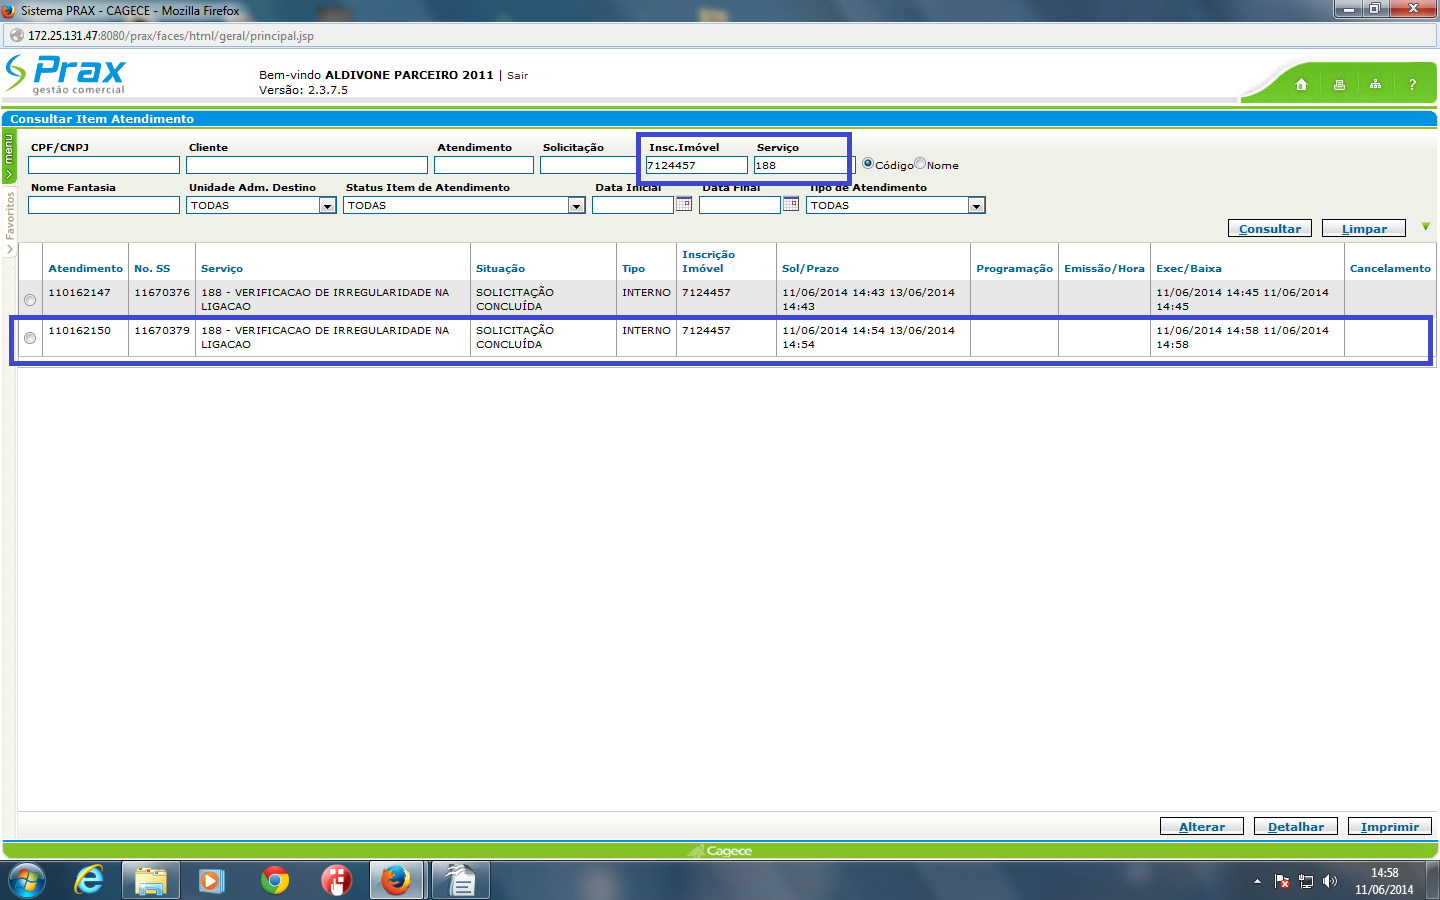 Sistema PRAX - CAGECE - Mozilla Firefox
172.25.131.47:8080/prax/faces/html/geral/principal.jsp
Prax
gestão comercial
Bem-vindo ALDIVONE PARCEIRO 2011 | Sair
Versão: 2.3.7.5
?
Consultar Item Atendimento
menu
Favoritos
CPF/CNPJ Cliente Atendimento Solicitação Insc.Imóvel Serviço
7124457 188 Código Nome
Nome Fantasia Unidade Adm. Destino Status Item de Atendimento Data Inicial Data Final Tipo de Atendimento
TODAS TODAS TODAS
Consultar Limpar
Atendimento No. SS Serviço Situação Tipo Inscrição Imóvel Sol/Prazo Programação Emissão/Hora Exec/Baixa Cancelamento
110162147 11670376 188 - VERIFICACAO DE IRREGULARIDADE NA LIGACAO SOLICITAÇÃO CONCLUÍDA INTERNO 7124457 11/06/2014 14:43 13/06/2014 14:43 11/06/2014 14:45 11/06/2014 14:45
110162150 11670379 188 - VERIFICACAO DE IRREGULARIDADE NA LIGACAO SOLICITAÇÃO CONCLUÍDA INTERNO 7124457 11/06/2014 14:54 13/06/2014 14:54 11/06/2014 14:58 11/06/2014 14:58
Alterar Detalhar Imprimir
Cagece
14:58
11/06/2014